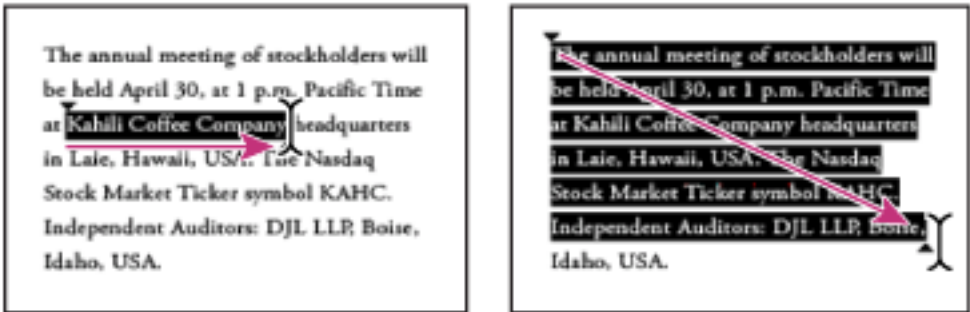 The annual meeting of stockholders will
be held April 30, at 1 p.m. Pacific Time
at Kahili Coffee Company headquarters
in Laie, Hawaii, USA. The Nasdaq
Stock Market Ticker symbol KAHC.
Independent Auditors: DJL LLP, Boise,
Idaho, USA.
The annual meeting of stockholders will
be held April 30, at 1 p.m. Pacific Time
at Kahili Coffee Company headquarters
in Laie, Hawaii, USA. The Nasdaq
Stock Market Ticker symbol KAHC.
Independent Auditors: DJL LLP, Boise,
Idaho, USA.